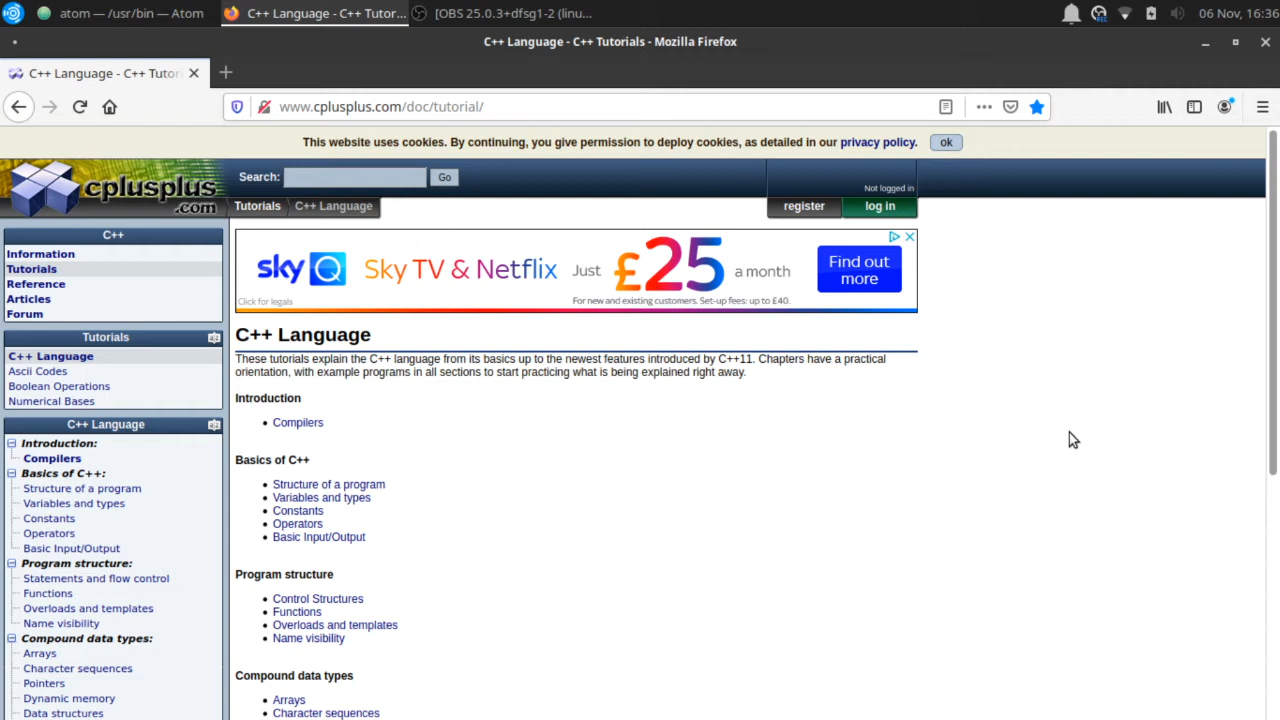 atom — /usr/bin — Atom
C++ Language - C++ Tutor...
[OBS 25.0.3+dfsg1-2 (linu...
06 Nov, 16:36
C++ Language - C++ Tutorials - Mozilla Firefox
C++ Language - C++ Tutori
www.cplusplus.com/doc/tutorial/
This website uses cookies. By continuing, you give permission to deploy cookies, as detailed in our privacy policy.
ok
cplusplus
.com
Search:
Go
Not logged in
Tutorials
C++ Language
register
log in
C++
Information
Tutorials
Reference
Articles
Forum
Tutorials
C++ Language
Ascii Codes
Boolean Operations
Numerical Bases
C++ Language
Introduction:
Compilers
Basics of C++:
Structure of a program
Variables and types
Constants
Operators
Basic Input/Output
Program structure:
Statements and flow control
Functions
Overloads and templates
Name visibility
Compound data types:
Arrays
Character sequences
Pointers
Dynamic memory
Data structures
sky Q
Sky TV & Netflix
Just £25 a month
Find out
more
Click for legals
For new and existing customers. Set-up fees: up to £40.
C++ Language
These tutorials explain the C++ language from its basics up to the newest features introduced by C++11. Chapters have a practical
orientation, with example programs in all sections to start practicing what is being explained right away.
Introduction
Compilers
Basics of C++
Structure of a program
Variables and types
Constants
Operators
Basic Input/Output
Program structure
Control Structures
Functions
Overloads and templates
Name visibility
Compound data types
Arrays
Character sequences